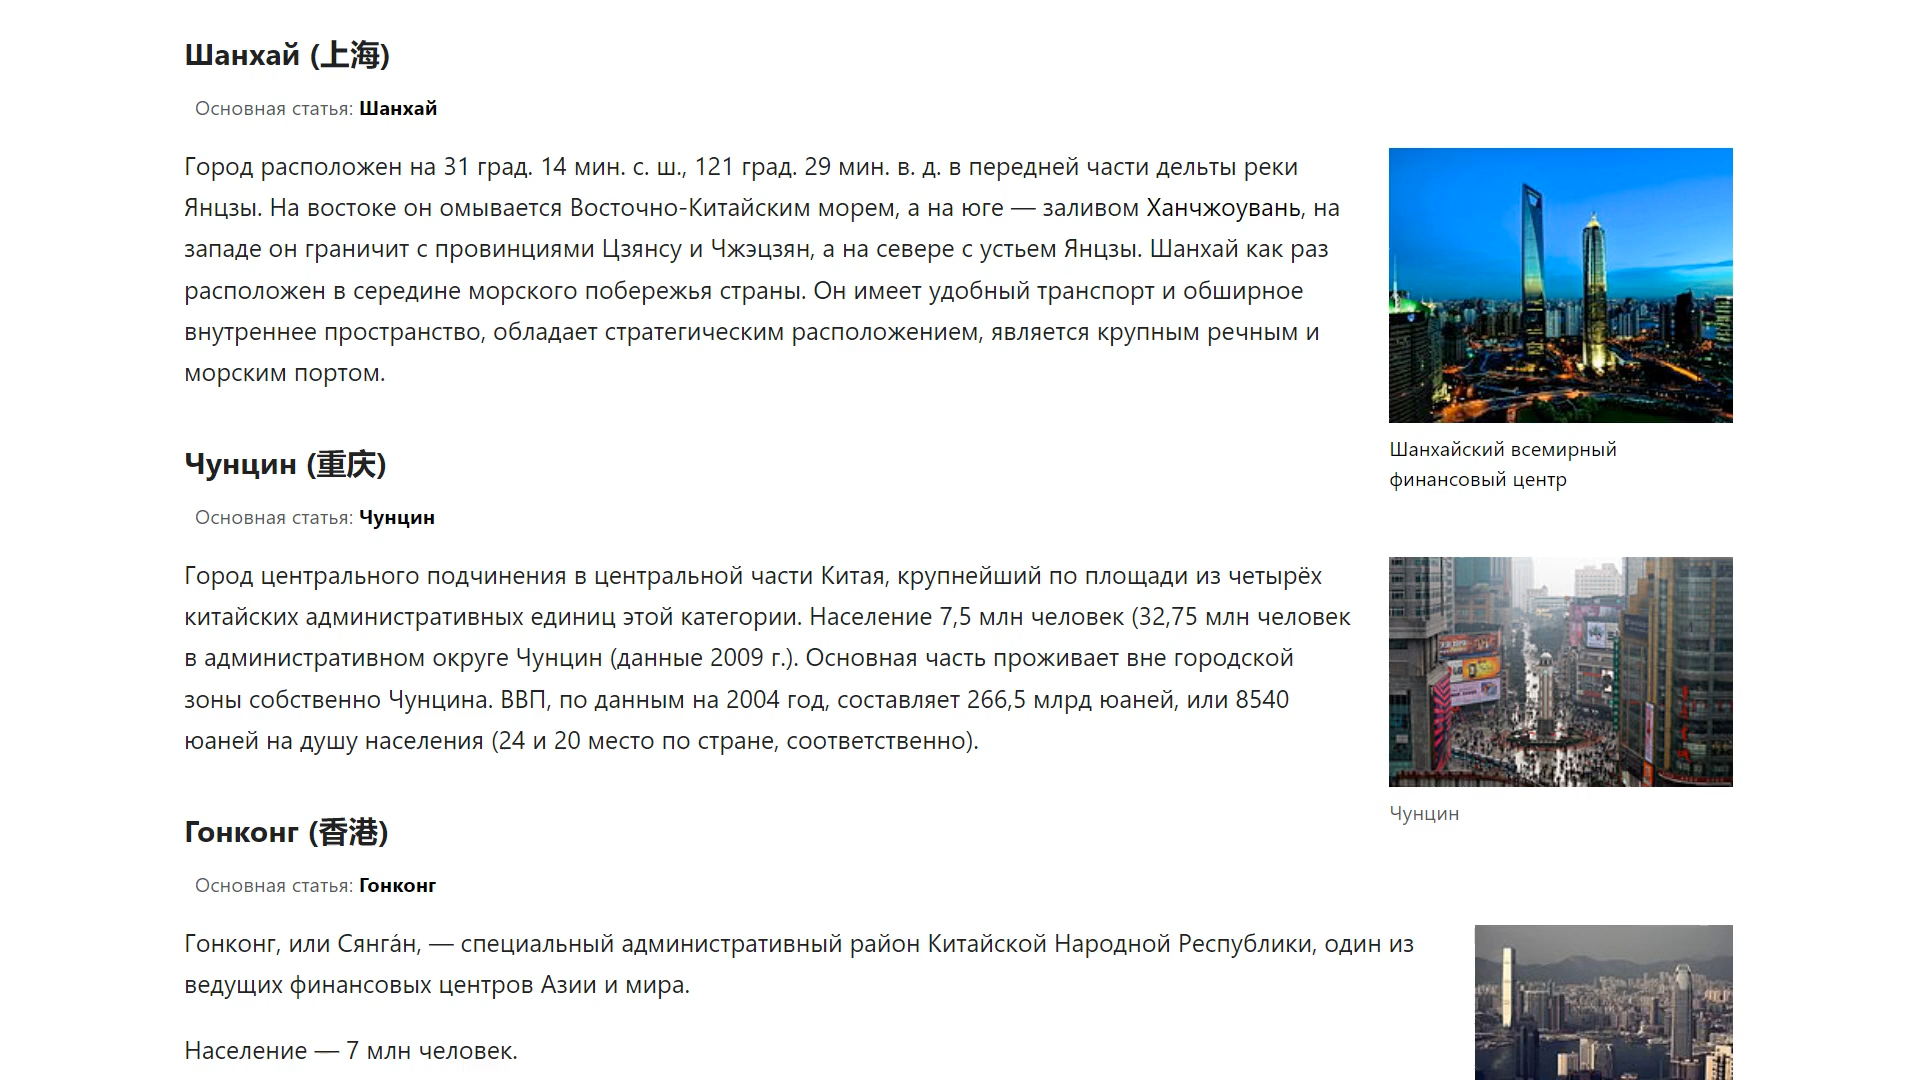 Шанхай (上海)
Основная статья: Шанхай
Город расположен на 31 град. 14 мин. с. ш., 121 град. 29 мин. в. д. в передней части дельты реки
Янцзы. На востоке он омывается Восточно-Китайским морем, а на юге — заливом Ханчжоувань, на
западе он граничит с провинциями Цзянсу и Чжэцзян, а на севере с устьем Янцзы. Шанхай как раз
расположен в середине морского побережья страны. Он имеет удобный транспорт и обширное
внутреннее пространство, обладает стратегическим расположением, является крупным речным и
морским портом.
Шанхайский всемирный
финансовый центр
Чунцин (重庆)
Основная статья: Чунцин
Город центрального подчинения в центральной части Китая, крупнейший по площади из четырёх
китайских административных единиц этой категории. Население 7,5 млн человек (32,75 млн человек
в административном округе Чунцин (данные 2009 г.). Основная часть проживает вне городской
зоны собственно Чунцина. ВВП, по данным на 2004 год, составляет 266,5 млрд юаней, или 8540
юаней на душу населения (24 и 20 место по стране, соответственно).
Чунцин
Гонконг (香港)
Основная статья: Гонконг
Гонконг, или Сянга́н, — специальный административный район Китайской Народной Республики, один из
ведущих финансовых центров Азии и мира.
Население — 7 млн человек.